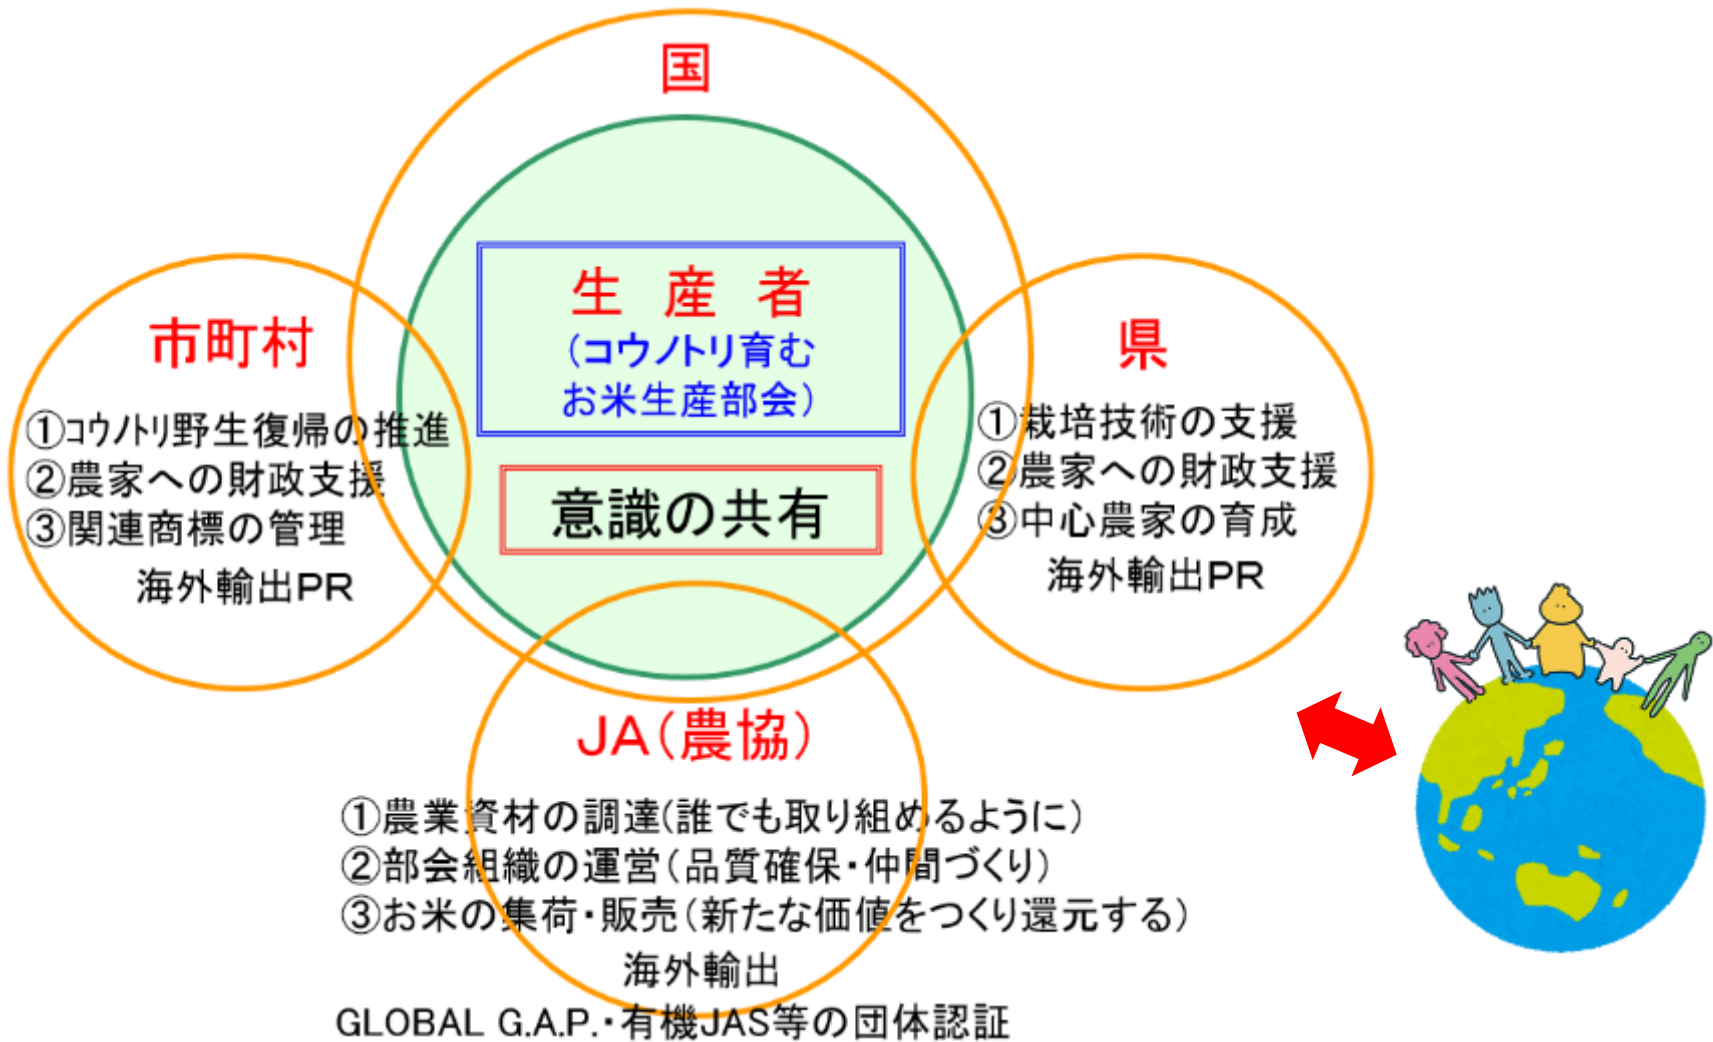 国
生 産 者
(コウノトリ育む
お米生産部会)
意識の共有
市町村
①コウノトリ野生復帰の推進
②農家への財政支援
③関連商標の管理
海外輸出PR
県
①栽培技術の支援
②農家への財政支援
③中心農家の育成
海外輸出PR
JA(農協)
①農業資材の調達(誰でも取り組めるように)
②部会組織の運営(品質確保・仲間づくり)
③お米の集荷・販売(新たな価値をつくり還元する)
海外輸出
GLOBAL G.A.P.・有機JAS等の団体認証